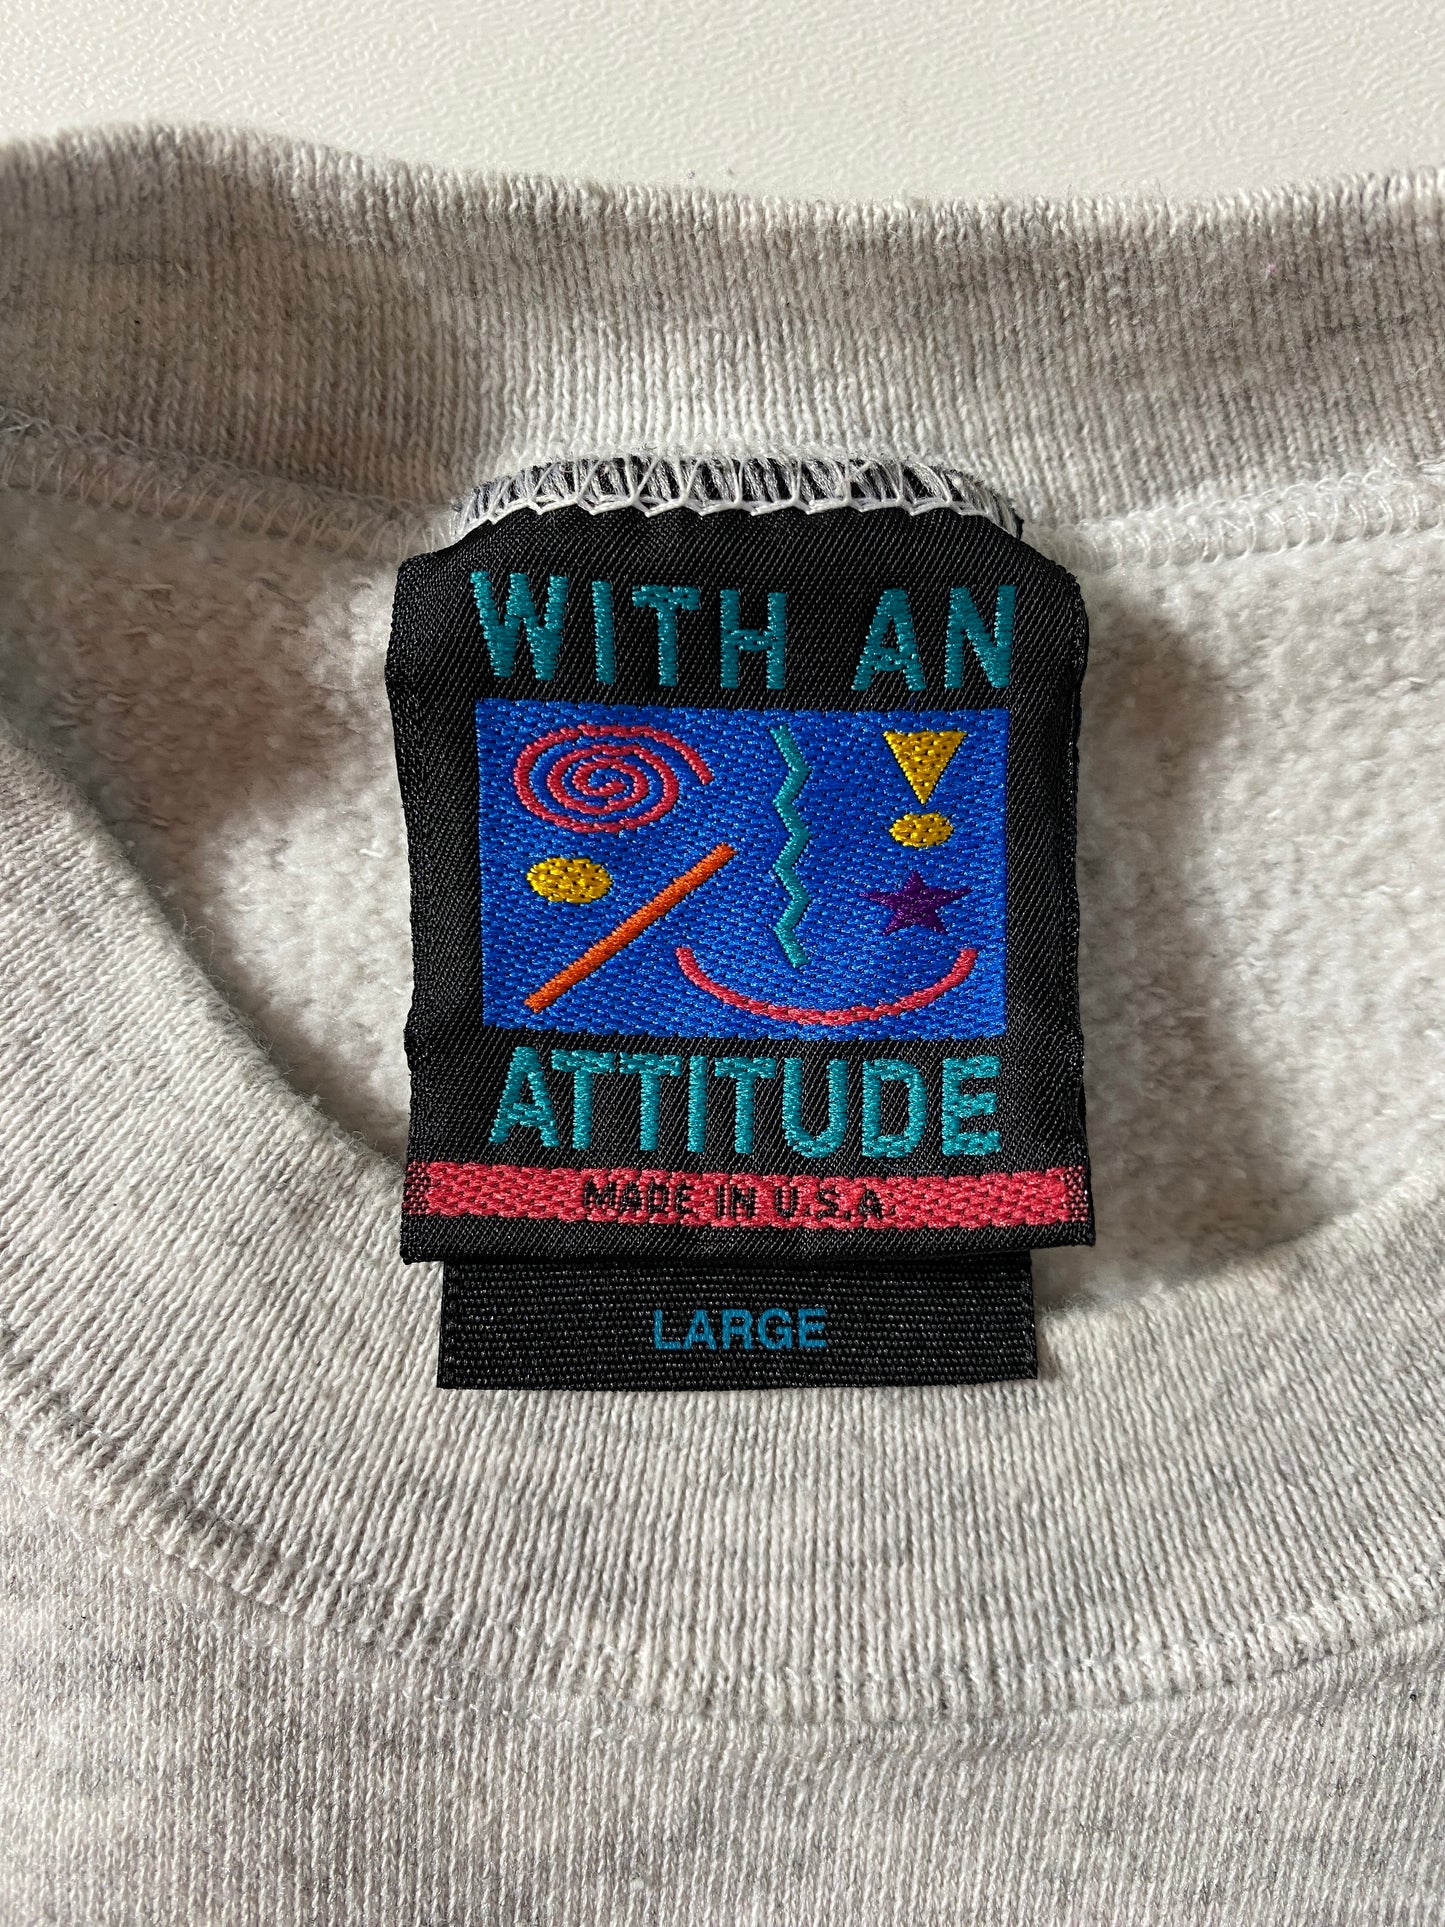 WITH AN
ATTITUDE
MADE IN U.S.A.
LARGE